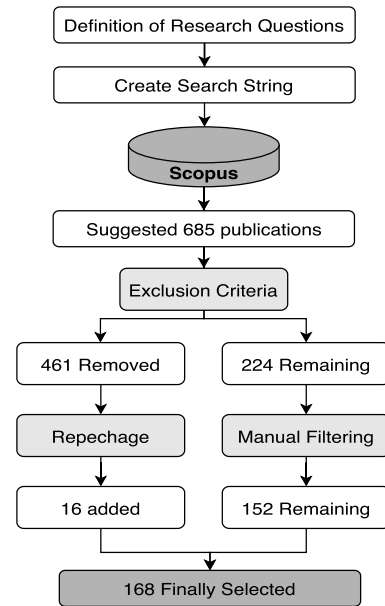 Definition of Research Questions
Create Search String
Scopus
Suggested 685 publications
Exclusion Criteria
461 Removed
224 Remaining
Repechage
Manual Filtering
16 added
152 Remaining
168 Finally Selected